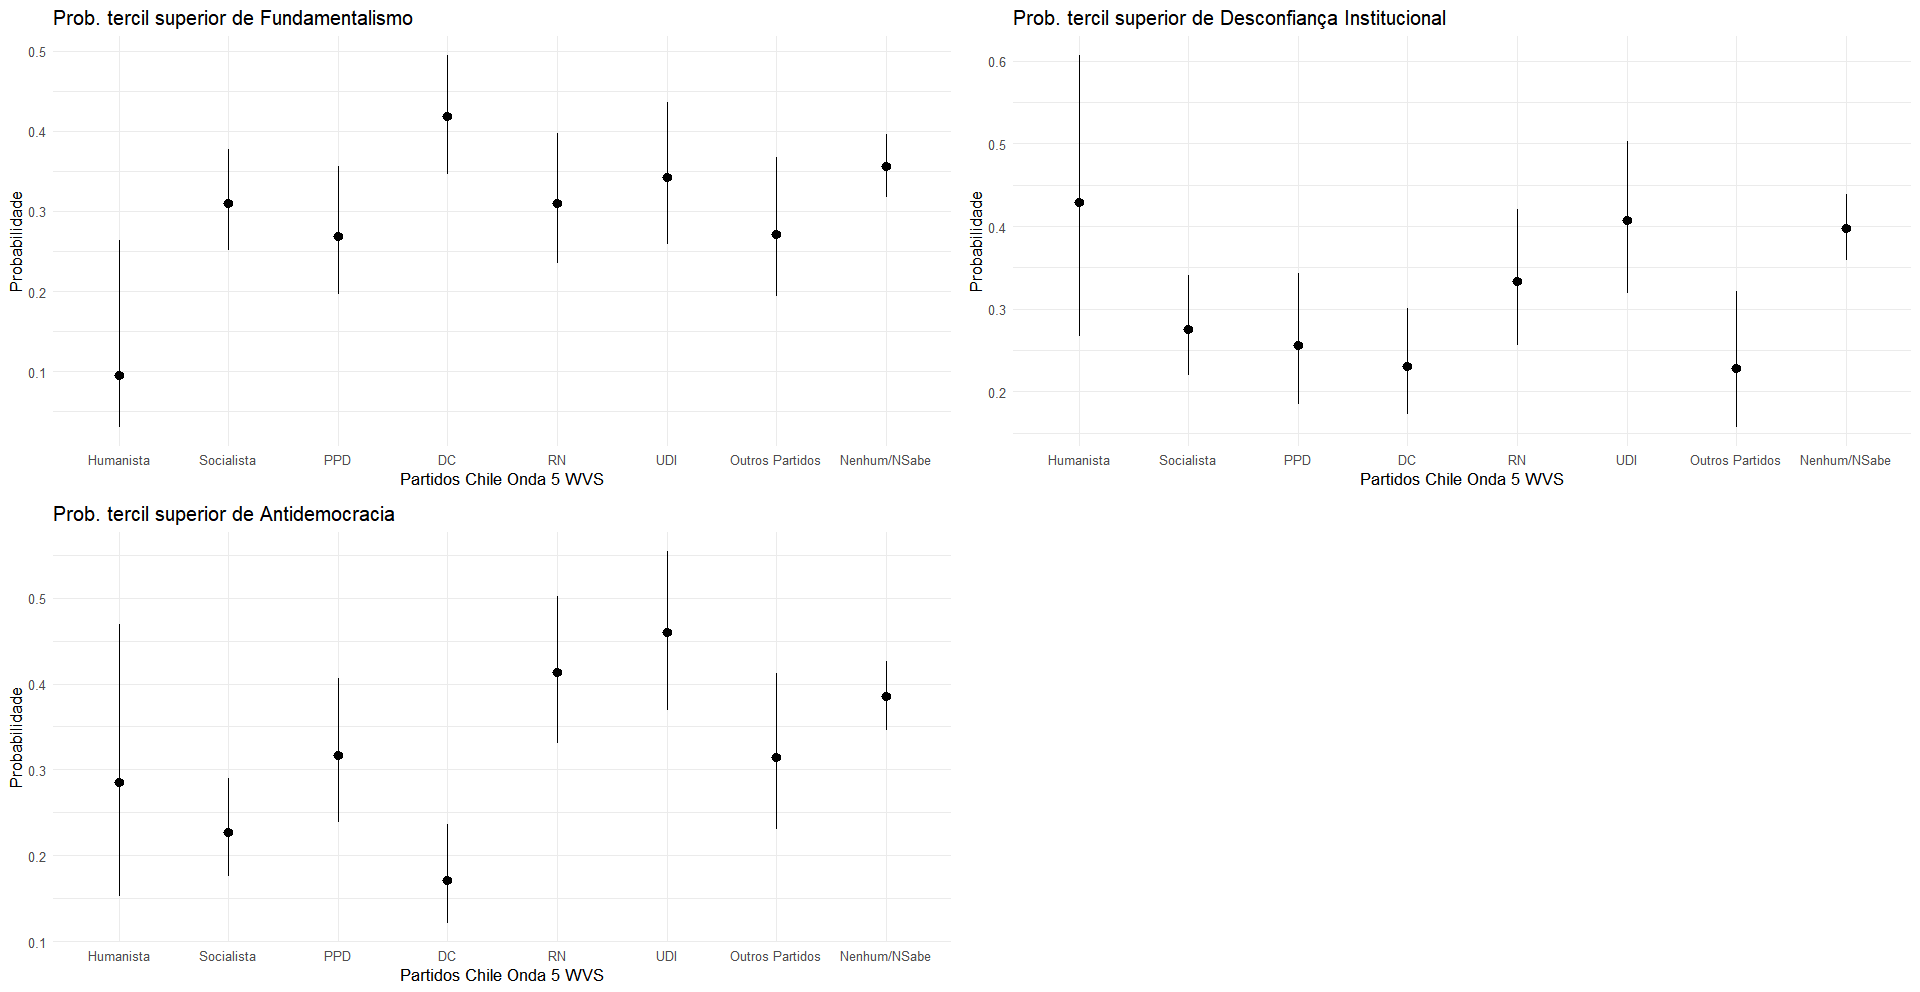 Prob. tercil superior de Fundamentalismo
0.5
0.4
0.3
0.2
0.1
Probabilidade
Humanista Socialista PPD DC RN UDI Outros Partidos Nenhum/NSabe
Partidos Chile Onda 5 WVS
Prob. tercil superior de Desconfiança Institucional
0.6
0.5
0.4
0.3
0.2
Probabilidade
Humanista Socialista PPD DC RN UDI Outros Partidos Nenhum/NSabe
Partidos Chile Onda 5 WVS
Prob. tercil superior de Antidemocracia
0.5
0.4
0.3
0.2
0.1
Probabilidade
Humanista Socialista PPD DC RN UDI Outros Partidos Nenhum/NSabe
Partidos Chile Onda 5 WVS